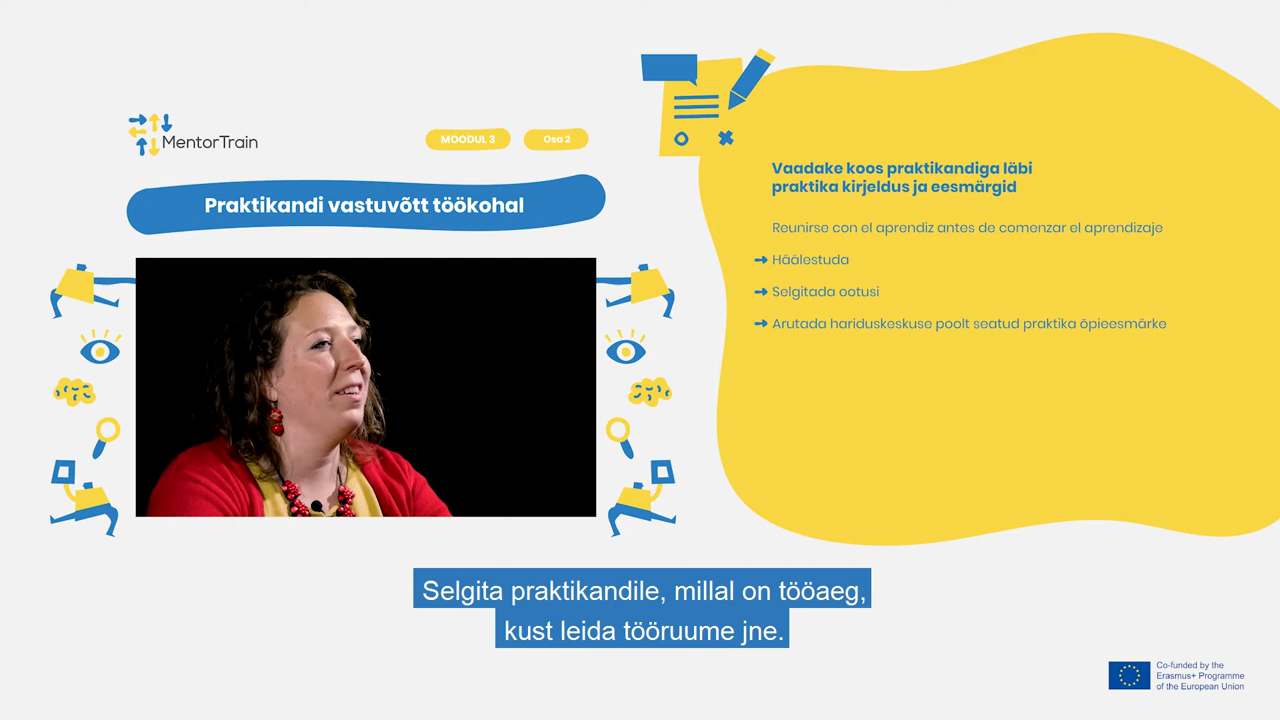 MentorTrain
MOODUL 3
Osa 2
Praktikandi vastuvõtt töökohal
Vaadake koos praktikandiga läbi
praktika kirjeldus ja eesmärgid
Reunirse con el aprendiz antes de comenzar el aprendizaje
Häälestuda
Selgitada ootusi
Arutada hariduskeskuse poolt seatud praktika õpieesmärke
Selgita praktikandile, millal on tööaeg,
kust leida tööruume jne.
Co-funded by the
Erasmus+ Programme
of the European Union